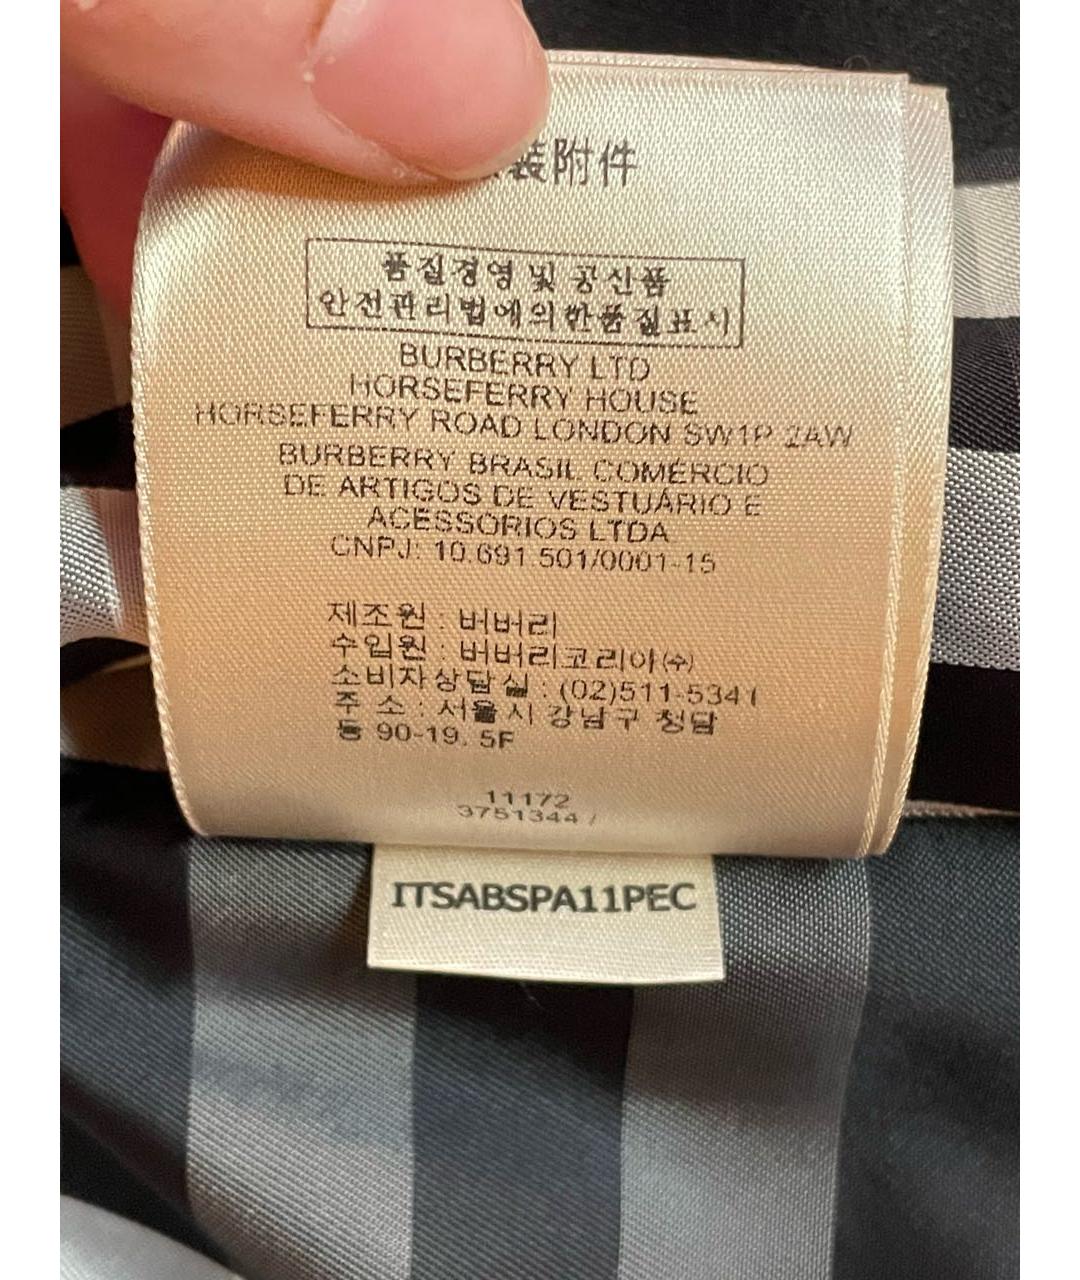 装附件
품질경영 및 공산품
안전관리법에의한품질표시
BURBERRY LTD
HORSEFERRY HOUSE
HORSEFERRY ROAD LONDON SW1P 2AW
BURBERRY BRASIL COMÉRCIO
DE ARTIGOS DE VESTUÁRIO E
ACESSÓRIOS LTDA
CNPJ: 10.691.501/0001-15
제조원 : 버버리
수입원 : 버버리코리아(주)
소비자상담실 : (02)511-5341
주 소 : 서울시 강남구 청담
동 90-19. 5F
11172
3751344 /
ITSABSPA11PEC